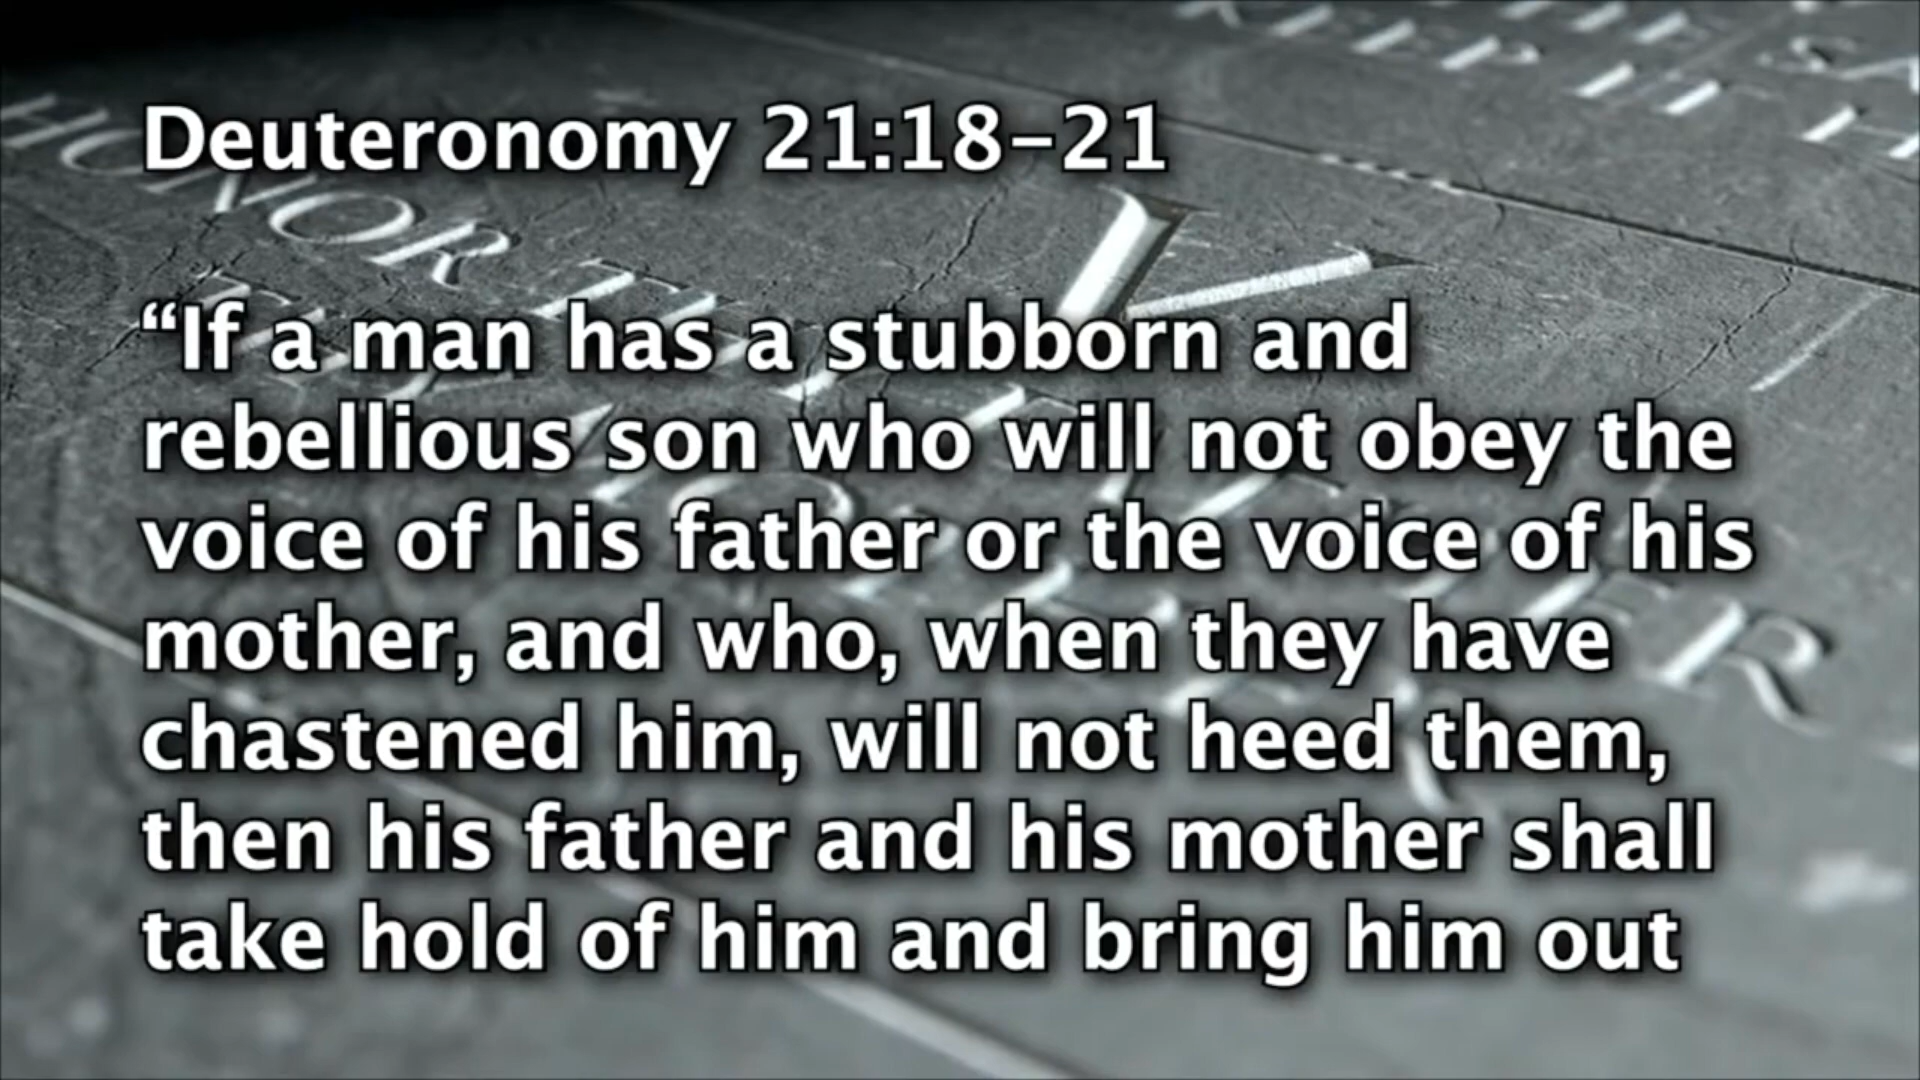 Deuteronomy 21:18–21
“If a man has a stubborn and
rebellious son who will not obey the
voice of his father or the voice of his
mother, and who, when they have
chastened him, will not heed them,
then his father and his mother shall
take hold of him and bring him out
HONOR
V